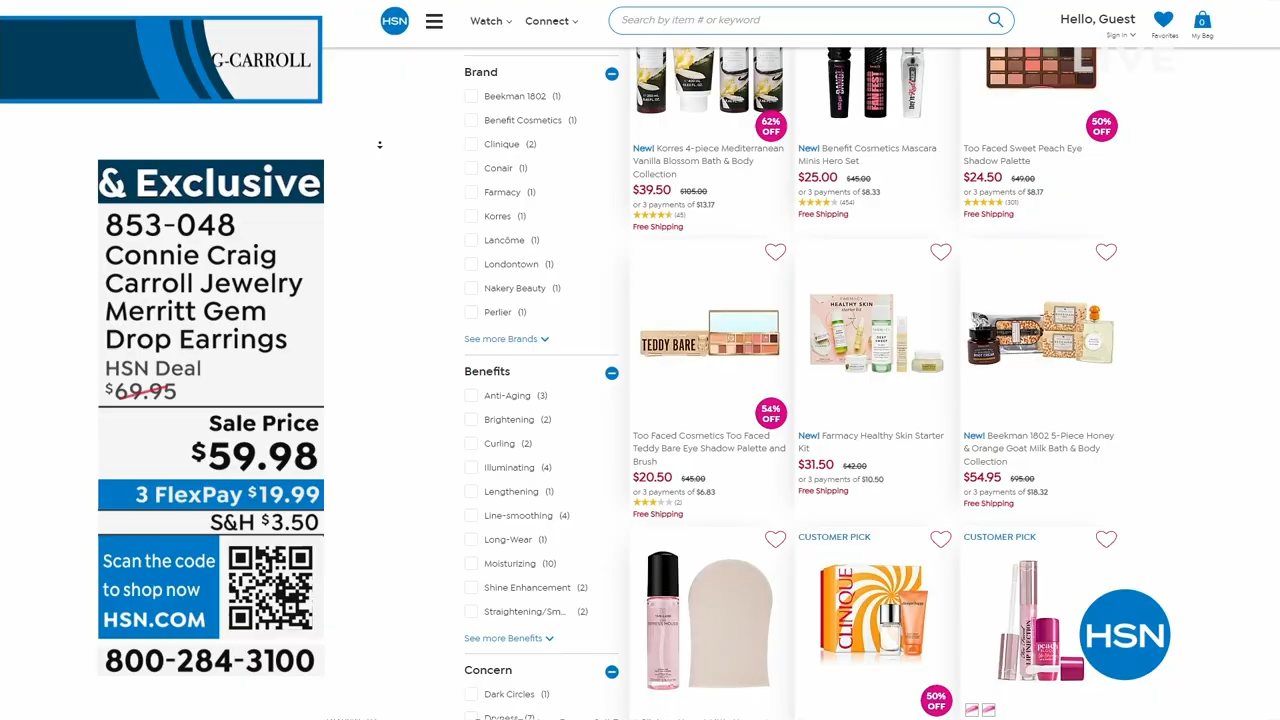 HSN
Watch
Connect
Search by item # or keyword
Hello, Guest
Sign In
Favorites
0
My Bag
LIVE
G-CARROLL
& Exclusive
853-048
Connie Craig
Carroll Jewelry
Merritt Gem
Drop Earrings
HSN Deal
$69.95
Sale Price
$59.98
3 FlexPay $19.99
S&H $3.50
Scan the code
to shop now
HSN.COM
800-284-3100
Brand
Beekman 1802 (1)
Benefit Cosmetics (1)
Clinique (2)
Conair (1)
Farmacy (1)
Korres (1)
Lancôme (1)
Londontown (1)
Nakery Beauty (1)
Perlier (1)
See more Brands
Benefits
Anti-Aging (3)
Brightening (2)
Curling (2)
Illuminating (4)
Lengthening (1)
Line-smoothing (4)
Long-Wear (1)
Moisturizing (10)
Shine Enhancement (2)
Straightening/Sm... (2)
See more Benefits
Concern
Dark Circles (1)
Dryness (7)
62% OFF
New! Korres 4-piece Mediterranean
Vanilla Blossom Bath & Body
Collection
$39.50 $105.00
or 3 payments of $13.17
(45)
Free Shipping
New! Benefit Cosmetics Mascara
Minis Hero Set
$25.00 $45.00
or 3 payments of $8.33
(454)
Free Shipping
50% OFF
Too Faced Sweet Peach Eye
Shadow Palette
$24.50 $49.00
or 3 payments of $8.17
(301)
Free Shipping
TEDDY BARE
54% OFF
Too Faced Cosmetics Too Faced
Teddy Bare Eye Shadow Palette and
Brush
$20.50 $45.00
or 3 payments of $6.83
(2)
Free Shipping
HEALTHY SKIN
New! Farmacy Healthy Skin Starter
Kit
$31.50 $42.00
or 3 payments of $10.50
Free Shipping
New! Beekman 1802 5-Piece Honey
& Orange Goat Milk Bath & Body
Collection
$54.95 $95.00
or 3 payments of $18.32
Free Shipping
CUSTOMER PICK
CLINIQUE
50% OFF
CUSTOMER PICK
LIP INJECTION
HSN